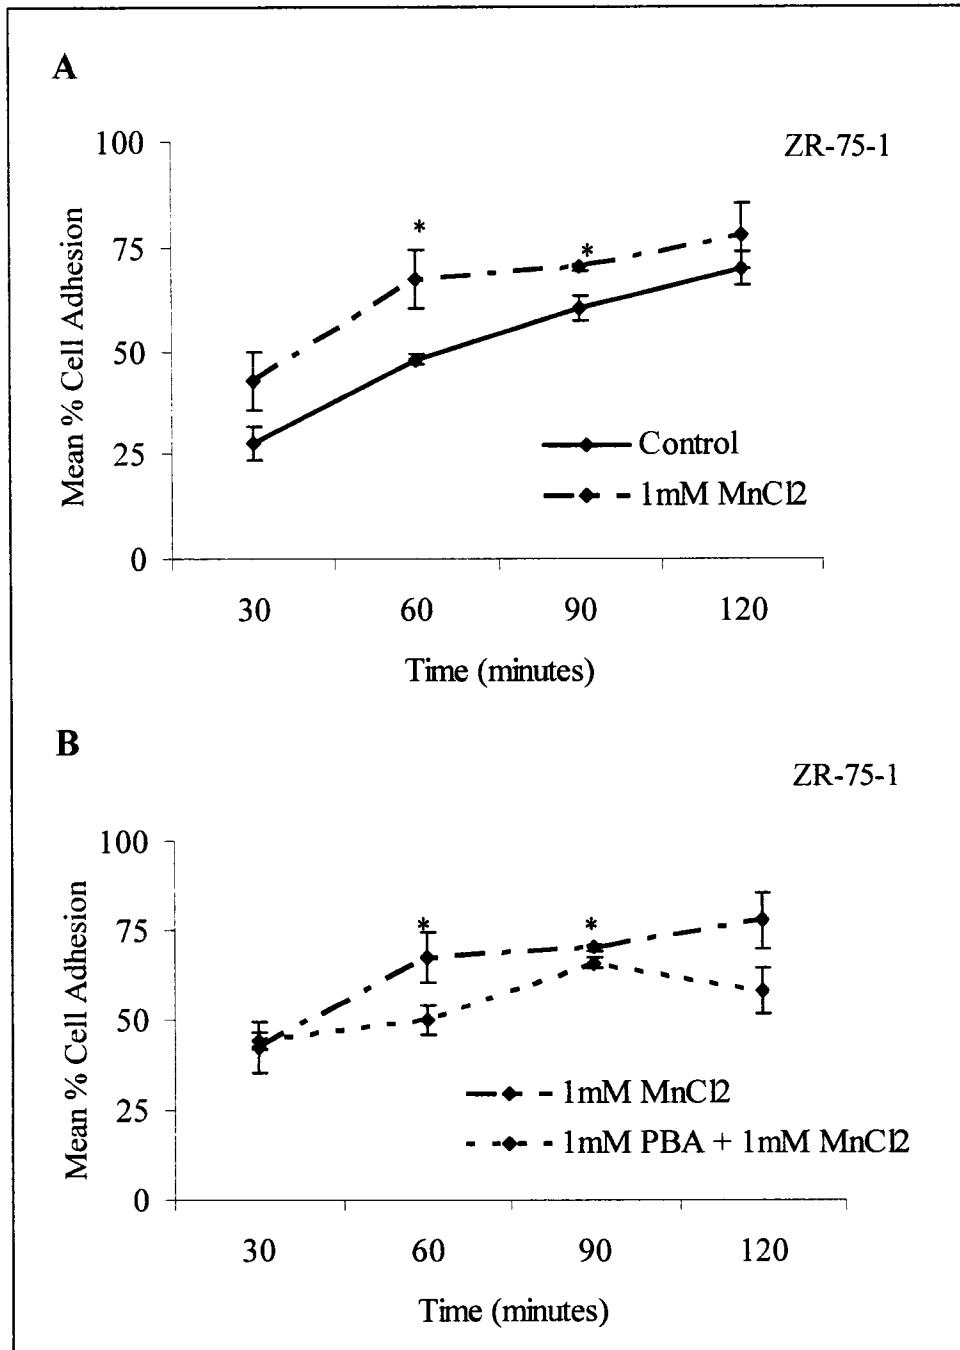 A
ZR-75-1
100
75
50
25
0
Mean % Cell Adhesion
*
*
Control
1mM MnCl2
30 60 90 120
Time (minutes)
B
ZR-75-1
100
75
50
25
0
Mean % Cell Adhesion
*
*
1mM MnCl2
1mM PBA + 1mM MnCl2
30 60 90 120
Time (minutes)